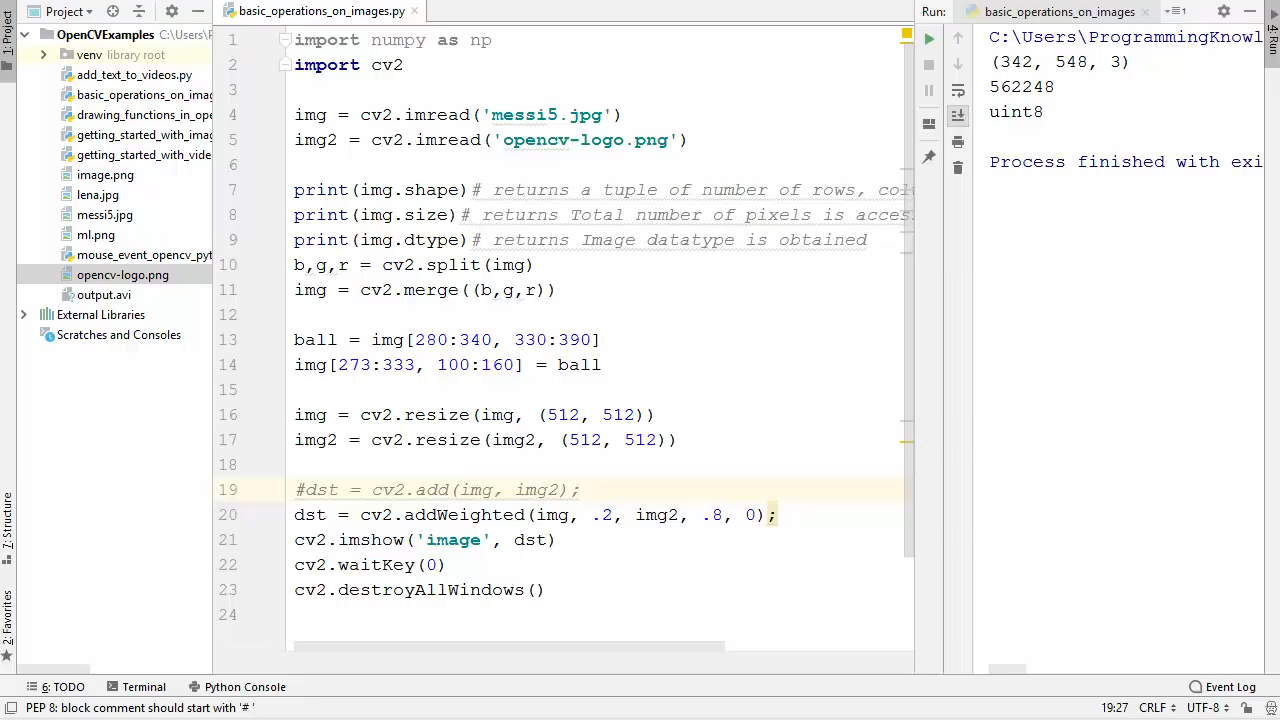 Project
basic_operations_on_images.py
Run:
basic_operations_on_images
1: Project
OpenCVExamples C:\Users\P
venv library root
add_text_to_videos.py
basic_operations_on_imag
drawing_functions_in_ope
getting_started_with_imag
getting_started_with_vide
image.png
lena.jpg
messi5.jpg
ml.png
mouse_event_opencv_pyt
opencv-logo.png
output.avi
External Libraries
Scratches and Consoles
7: Structure
2: Favorites
1 import numpy as np
2 import cv2
3
4 img = cv2.imread('messi5.jpg')
5 img2 = cv2.imread('opencv-logo.png')
6
7 print(img.shape)# returns a tuple of number of rows, col
8 print(img.size)# returns Total number of pixels is acces
9 print(img.dtype)# returns Image datatype is obtained
10 b,g,r = cv2.split(img)
11 img = cv2.merge((b,g,r))
12
13 ball = img[280:340, 330:390]
14 img[273:333, 100:160] = ball
15
16 img = cv2.resize(img, (512, 512))
17 img2 = cv2.resize(img2, (512, 512))
18
19 #dst = cv2.add(img, img2);
20 dst = cv2.addWeighted(img, .2, img2, .8, 0);
21 cv2.imshow('image', dst)
22 cv2.waitKey(0)
23 cv2.destroyAllWindows()
24
C:\Users\ProgrammingKnowl
(342, 548, 3)
562248
uint8
Process finished with exi
4: Run
6: TODO
Terminal
Python Console
Event Log
PEP 8: block comment should start with '# '
19:27
CRLF
UTF-8